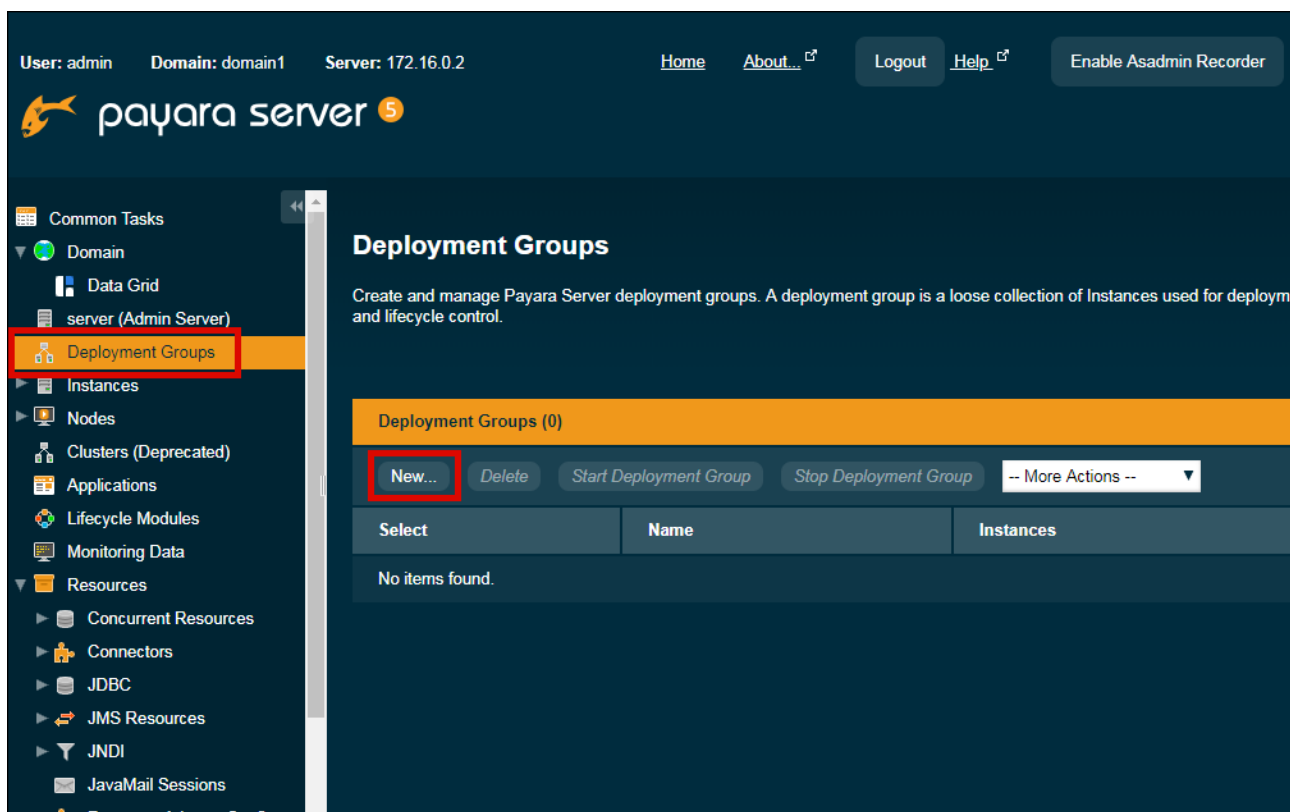 User: admin Domain: domain1 Server: 172.16.0.2 Home About... Logout Help Enable Asadmin Recorder
payara server 5
Common Tasks
Domain
Data Grid
server (Admin Server)
Deployment Groups
Instances
Nodes
Clusters (Deprecated)
Applications
Lifecycle Modules
Monitoring Data
Resources
Concurrent Resources
Connectors
JDBC
JMS Resources
JNDI
JavaMail Sessions
Deployment Groups
Create and manage Payara Server deployment groups. A deployment group is a loose collection of Instances used for deploym
and lifecycle control.
Deployment Groups (0)
New... Delete Start Deployment Group Stop Deployment Group -- More Actions --
Select Name Instances
No items found.